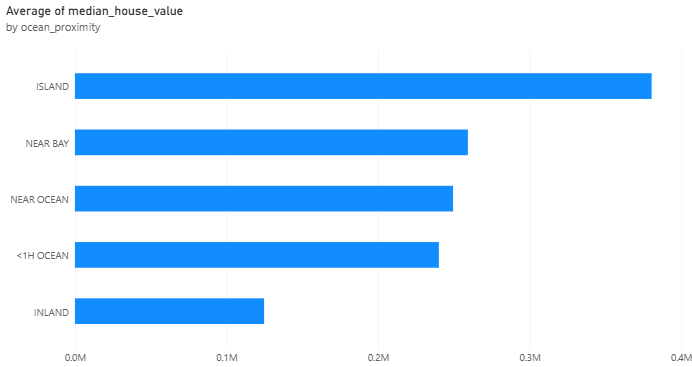 Average of median_house_value
by ocean_proximity
ISLAND
NEAR BAY
NEAR OCEAN
<1H OCEAN
INLAND
0.0M 0.1M 0.2M 0.3M 0.4M